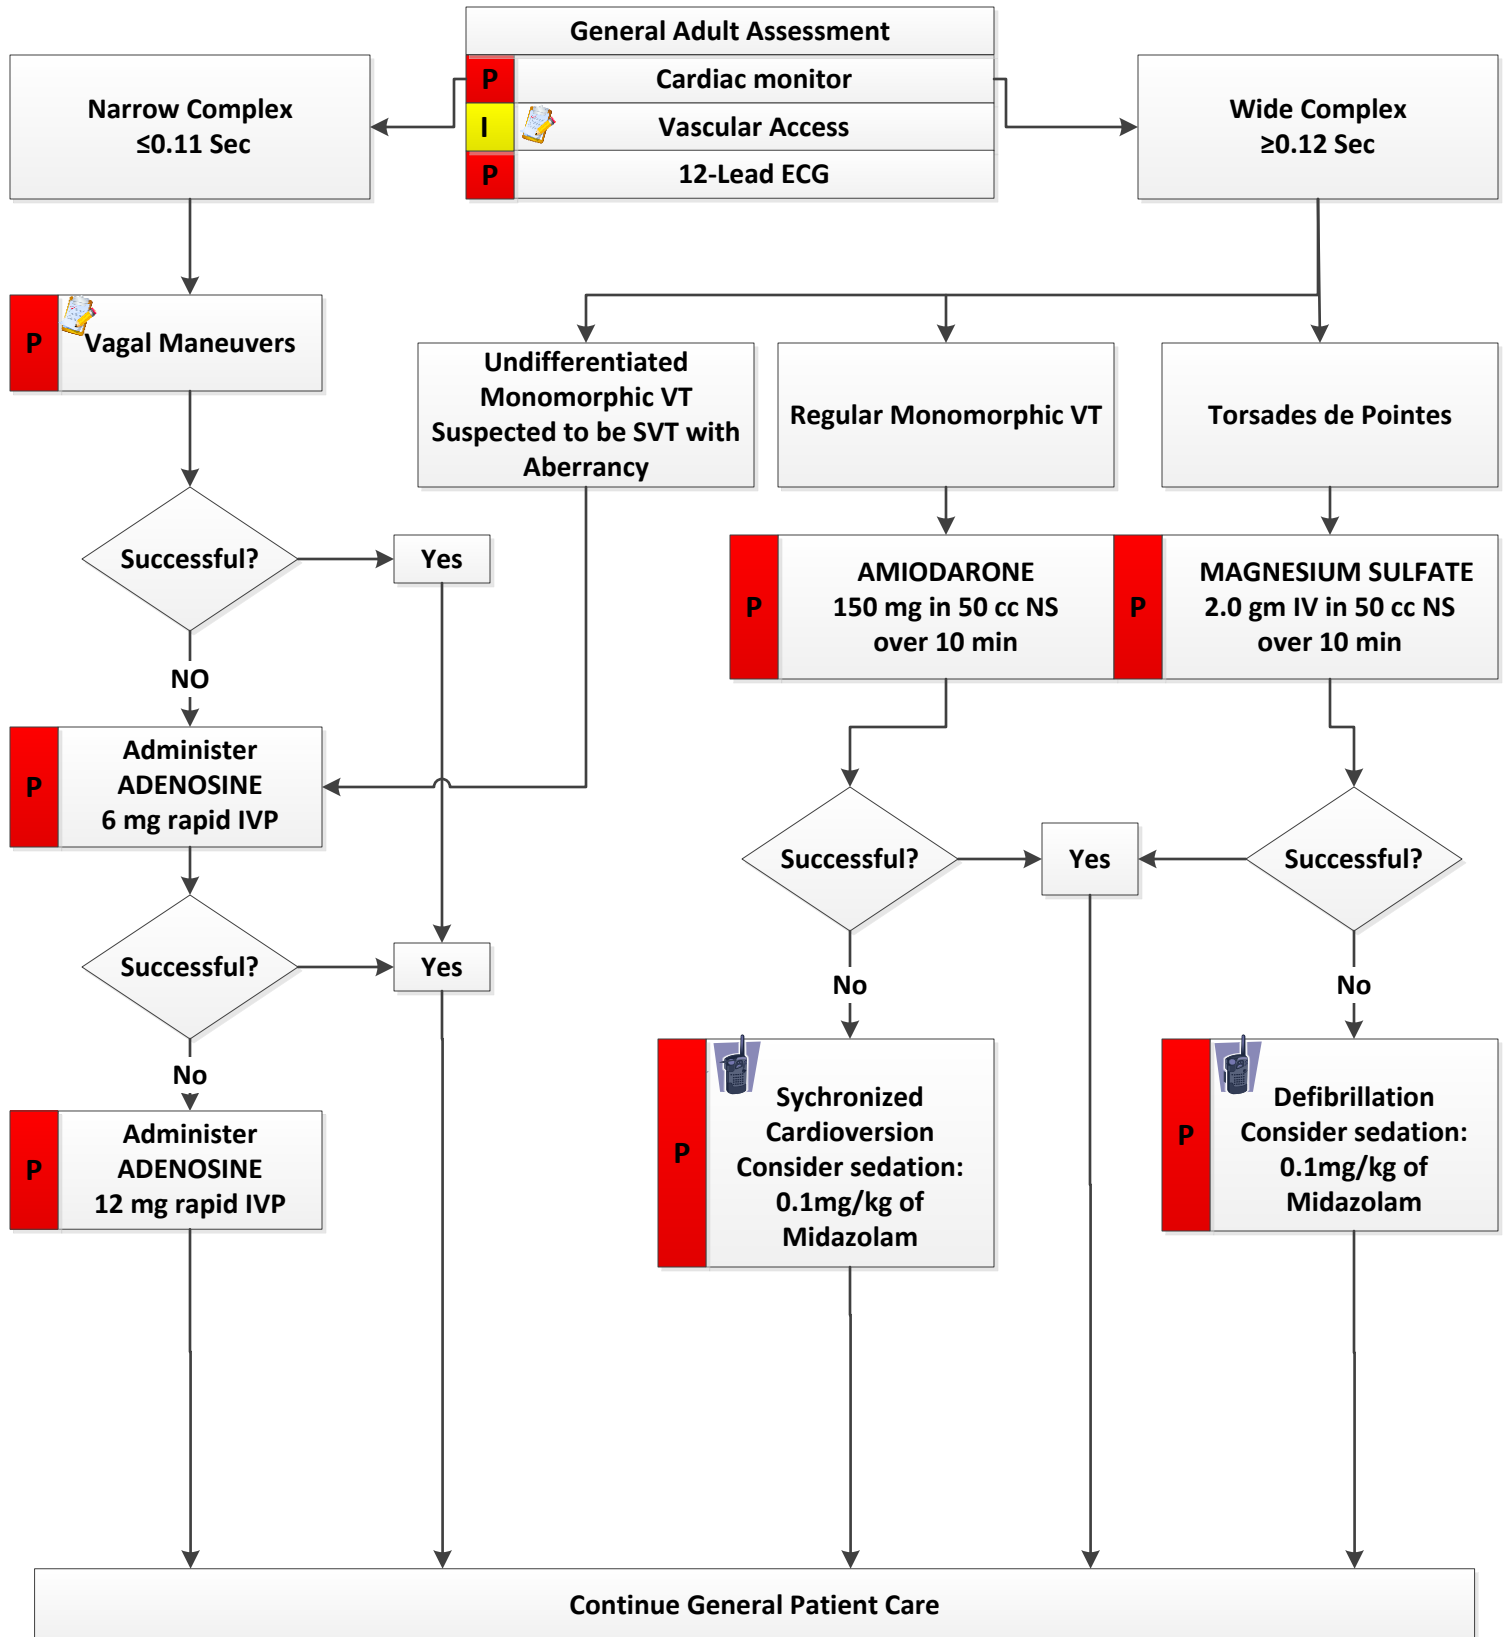 General Adult Assessment
P
Cardiac monitor
I
Vascular Access
P
12-Lead ECG
Narrow Complex
≤0.11 Sec
Wide Complex
≥0.12 Sec
P
Vagal Maneuvers
Undifferentiated
Monomorphic VT
Suspected to be SVT with
Aberrancy
Regular Monomorphic VT
Torsades de Pointes
Successful?
Yes
NO
P
AMIODARONE
150 mg in 50 cc NS
over 10 min
P
MAGNESIUM SULFATE
2.0 gm IV in 50 cc NS
over 10 min
P
Administer
ADENOSINE
6 mg rapid IVP
Successful?
Yes
Successful?
Successful?
Yes
No
No
No
P
Administer
ADENOSINE
12 mg rapid IVP
P
Sychronized
Cardioversion
Consider sedation:
0.1mg/kg of
Midazolam
P
Defibrillation
Consider sedation:
0.1mg/kg of
Midazolam
Continue General Patient Care